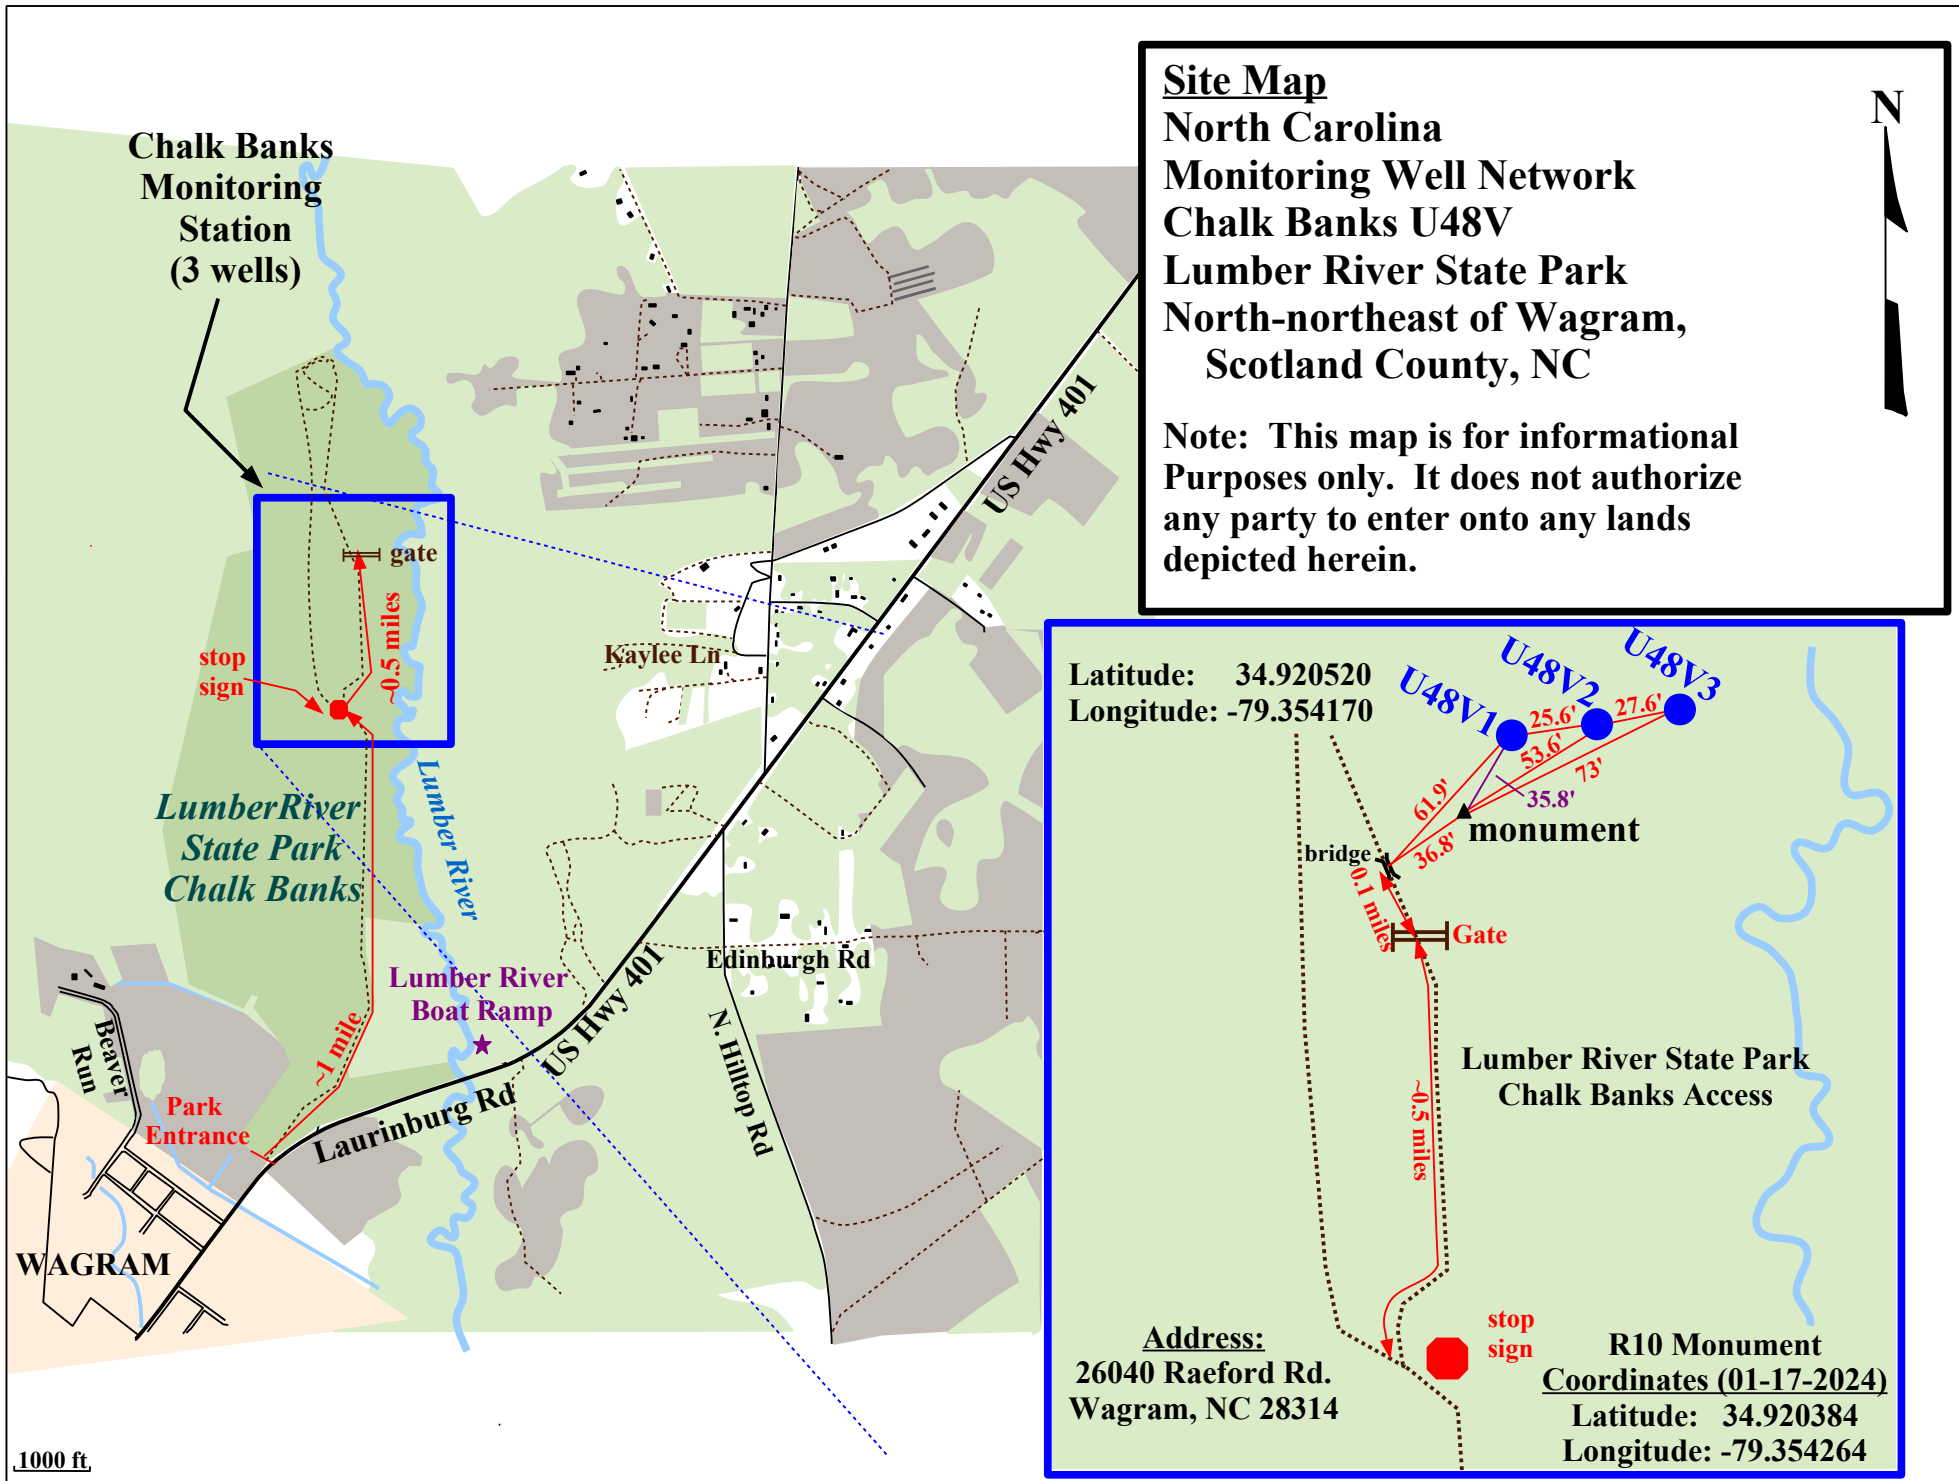 Site Map
North Carolina
Monitoring Well Network
Chalk Banks U48V
Lumber River State Park
North-northeast of Wagram,
Scotland County, NC
Note: This map is for informational
Purposes only. It does not authorize
any party to enter onto any lands
depicted herein.
N
Chalk Banks
Monitoring
Station
(3 wells)
gate
~0.5 miles
stop
sign
LumberRiver
State Park
Chalk Banks
Lumber River
Lumber River
Boat Ramp
~1 mile
Park
Entrance
Beaver
Run
WAGRAM
Laurinburg Rd
US Hwy 401
US Hwy 401
Kaylee Ln
Edinburgh Rd
N. Hilltop Rd
1000 ft
Latitude: 34.920520
Longitude: -79.354170
U48V1
U48V2
U48V3
25.6'
27.6'
53.6'
73'
61.9'
35.8'
36.8'
monument
bridge
~0.1 miles
Gate
Lumber River State Park
Chalk Banks Access
~0.5 miles
stop
sign
Address:
26040 Raeford Rd.
Wagram, NC 28314
R10 Monument
Coordinates (01-17-2024)
Latitude: 34.920384
Longitude: -79.354264